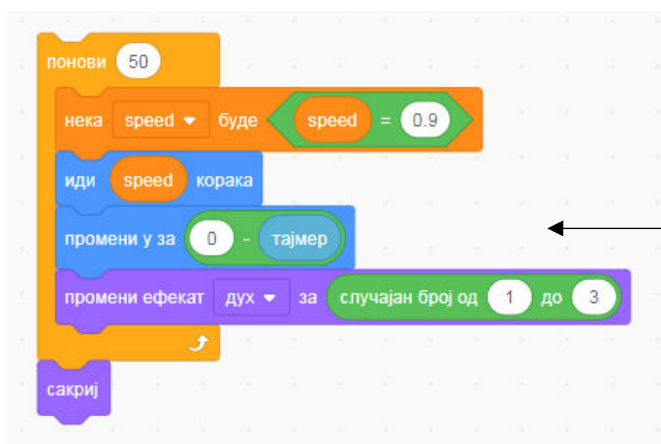 понови 50
нека speed буде speed = 0.9
иди speed корака
промени y за 0 - тајмер
промени ефекат дух за случајан број од 1 до 3
сакриј